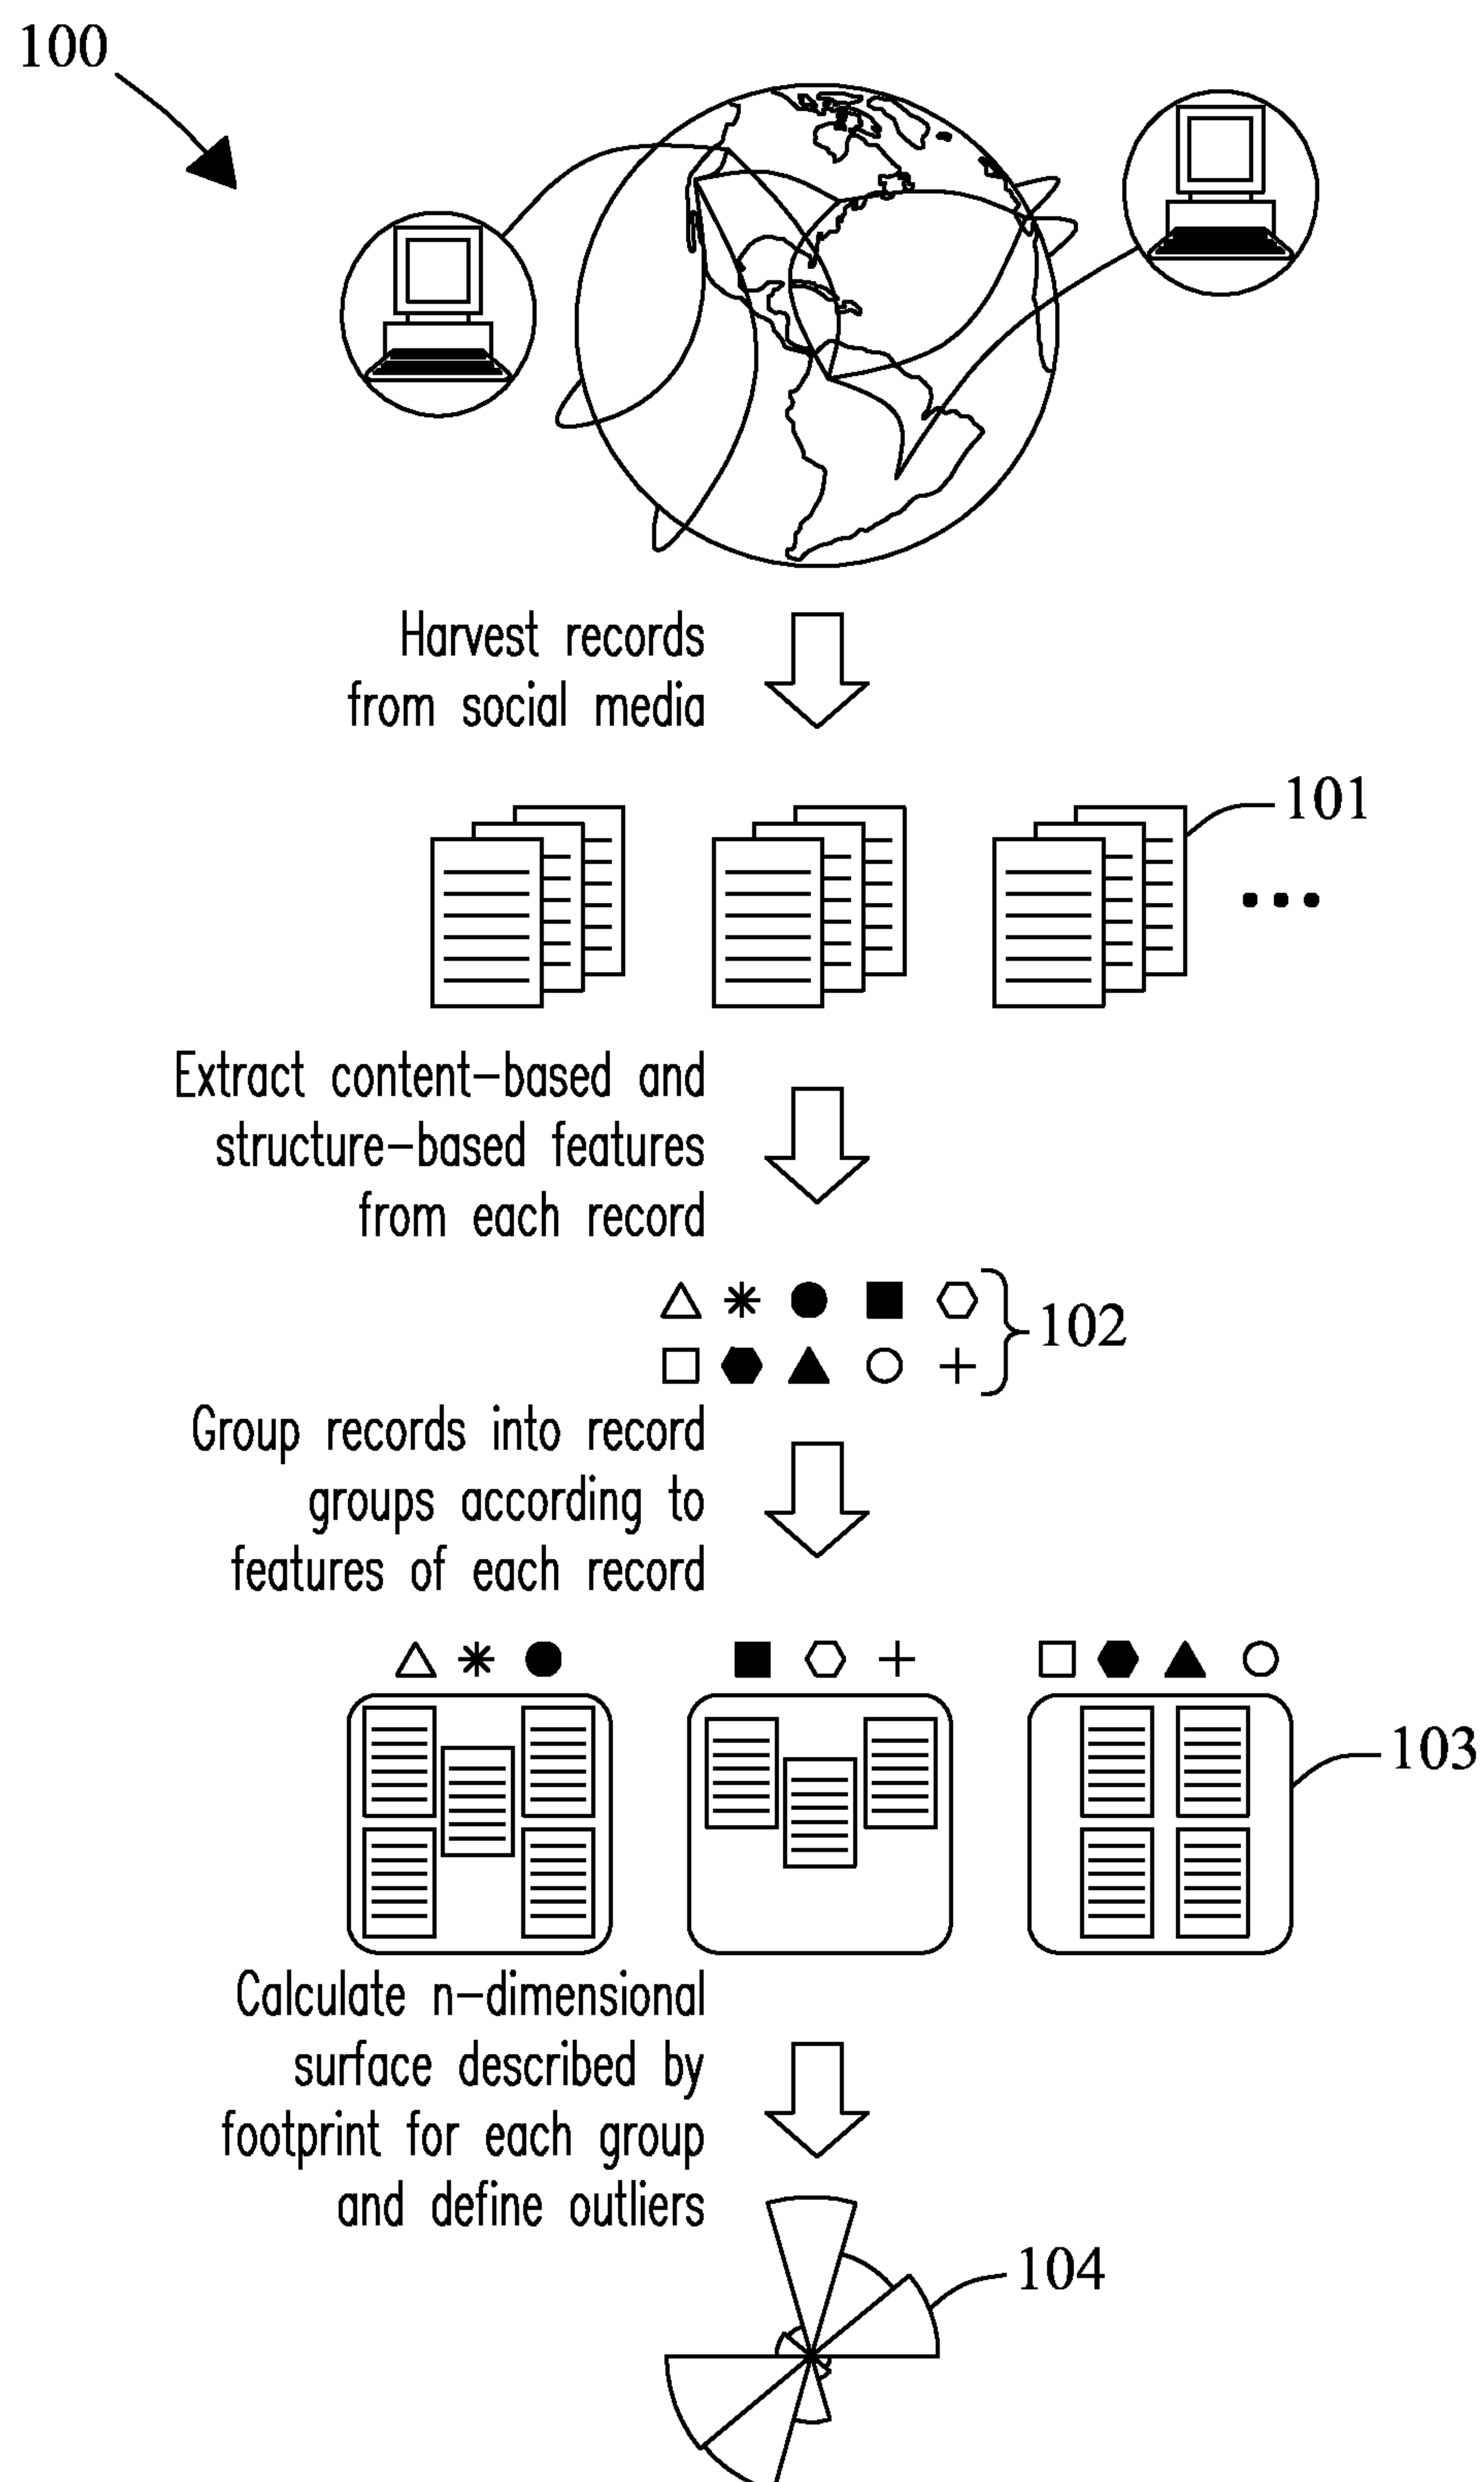 100
Harvest records
from social media
101
Extract content-based and
structure-based features
from each record
102
Group records into record
groups according to
features of each record
103
Calculate n-dimensional
surface described by
footprint for each group
and define outliers
104